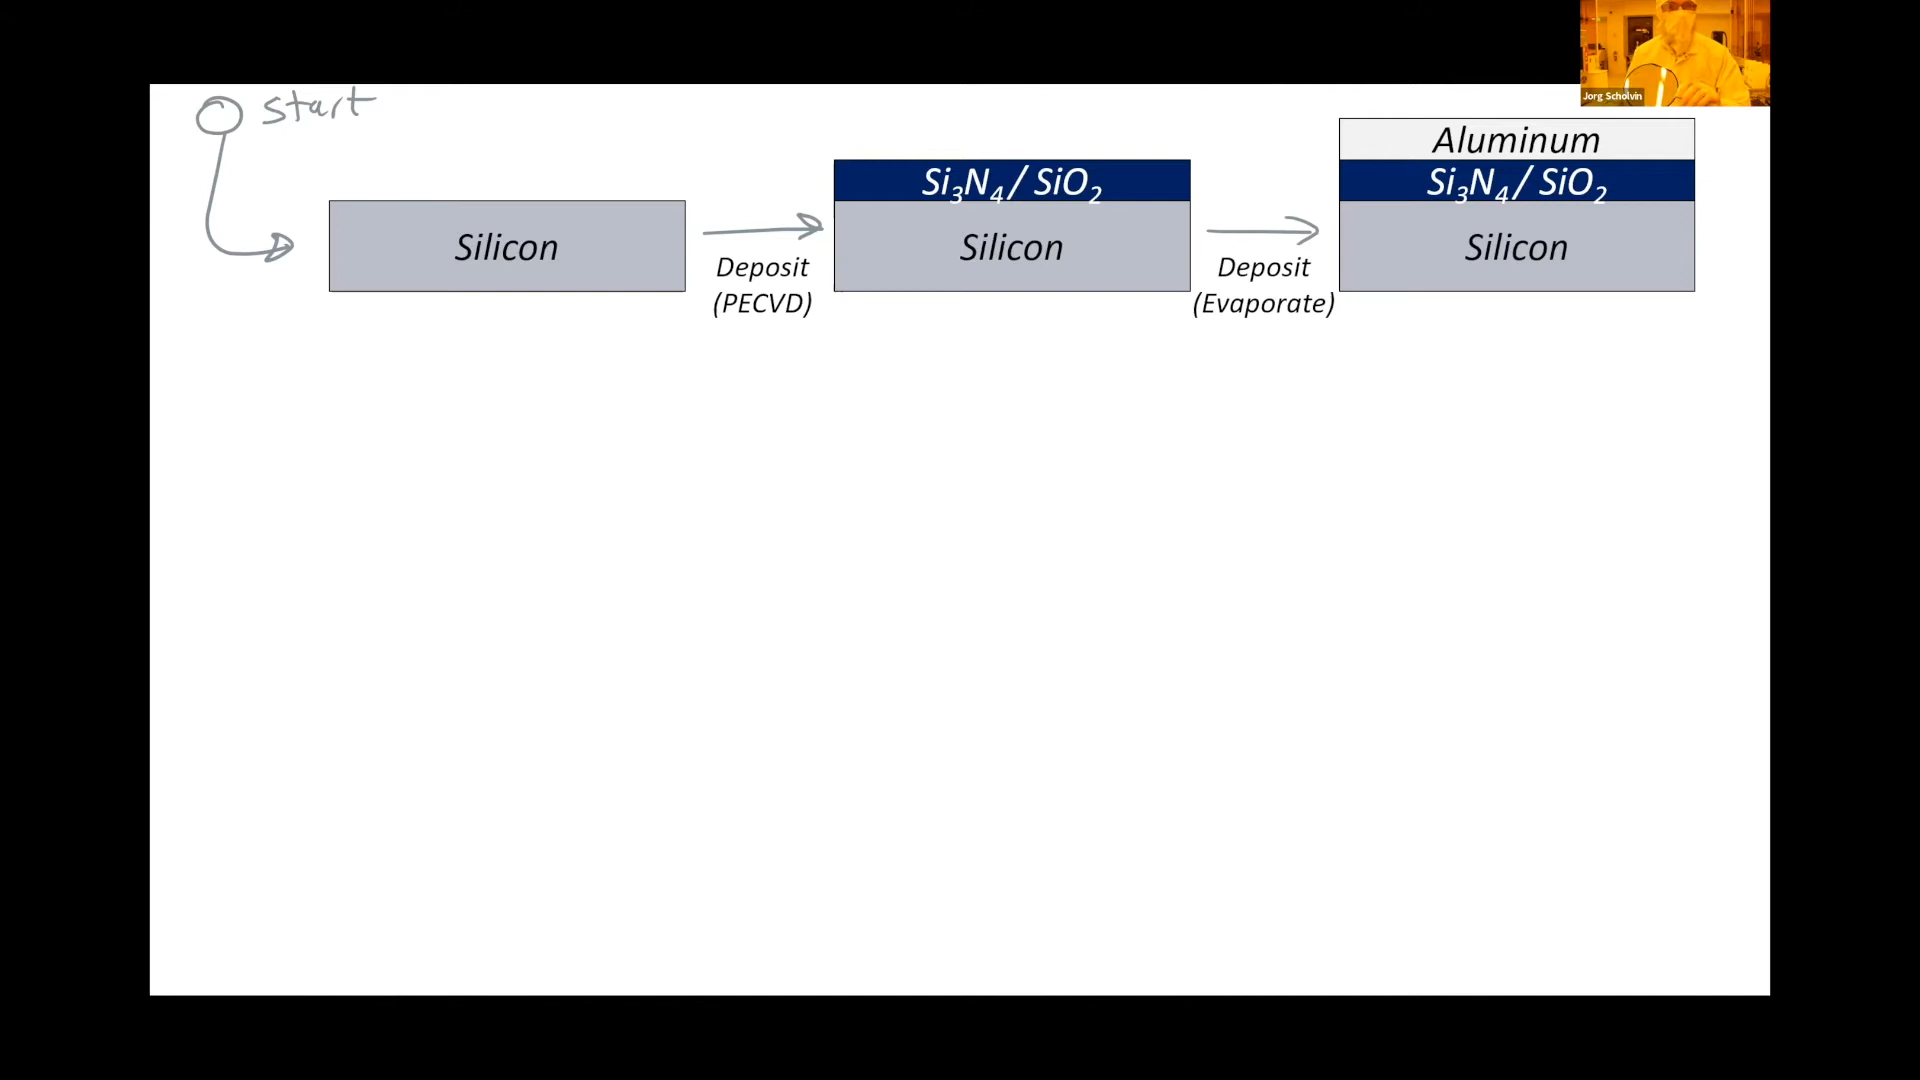 Jorg Scholvin
start
Aluminum
Si3N4/ SiO2
Si3N4/ SiO2
Silicon
Silicon
Silicon
Deposit
(PECVD)
Deposit
(Evaporate)